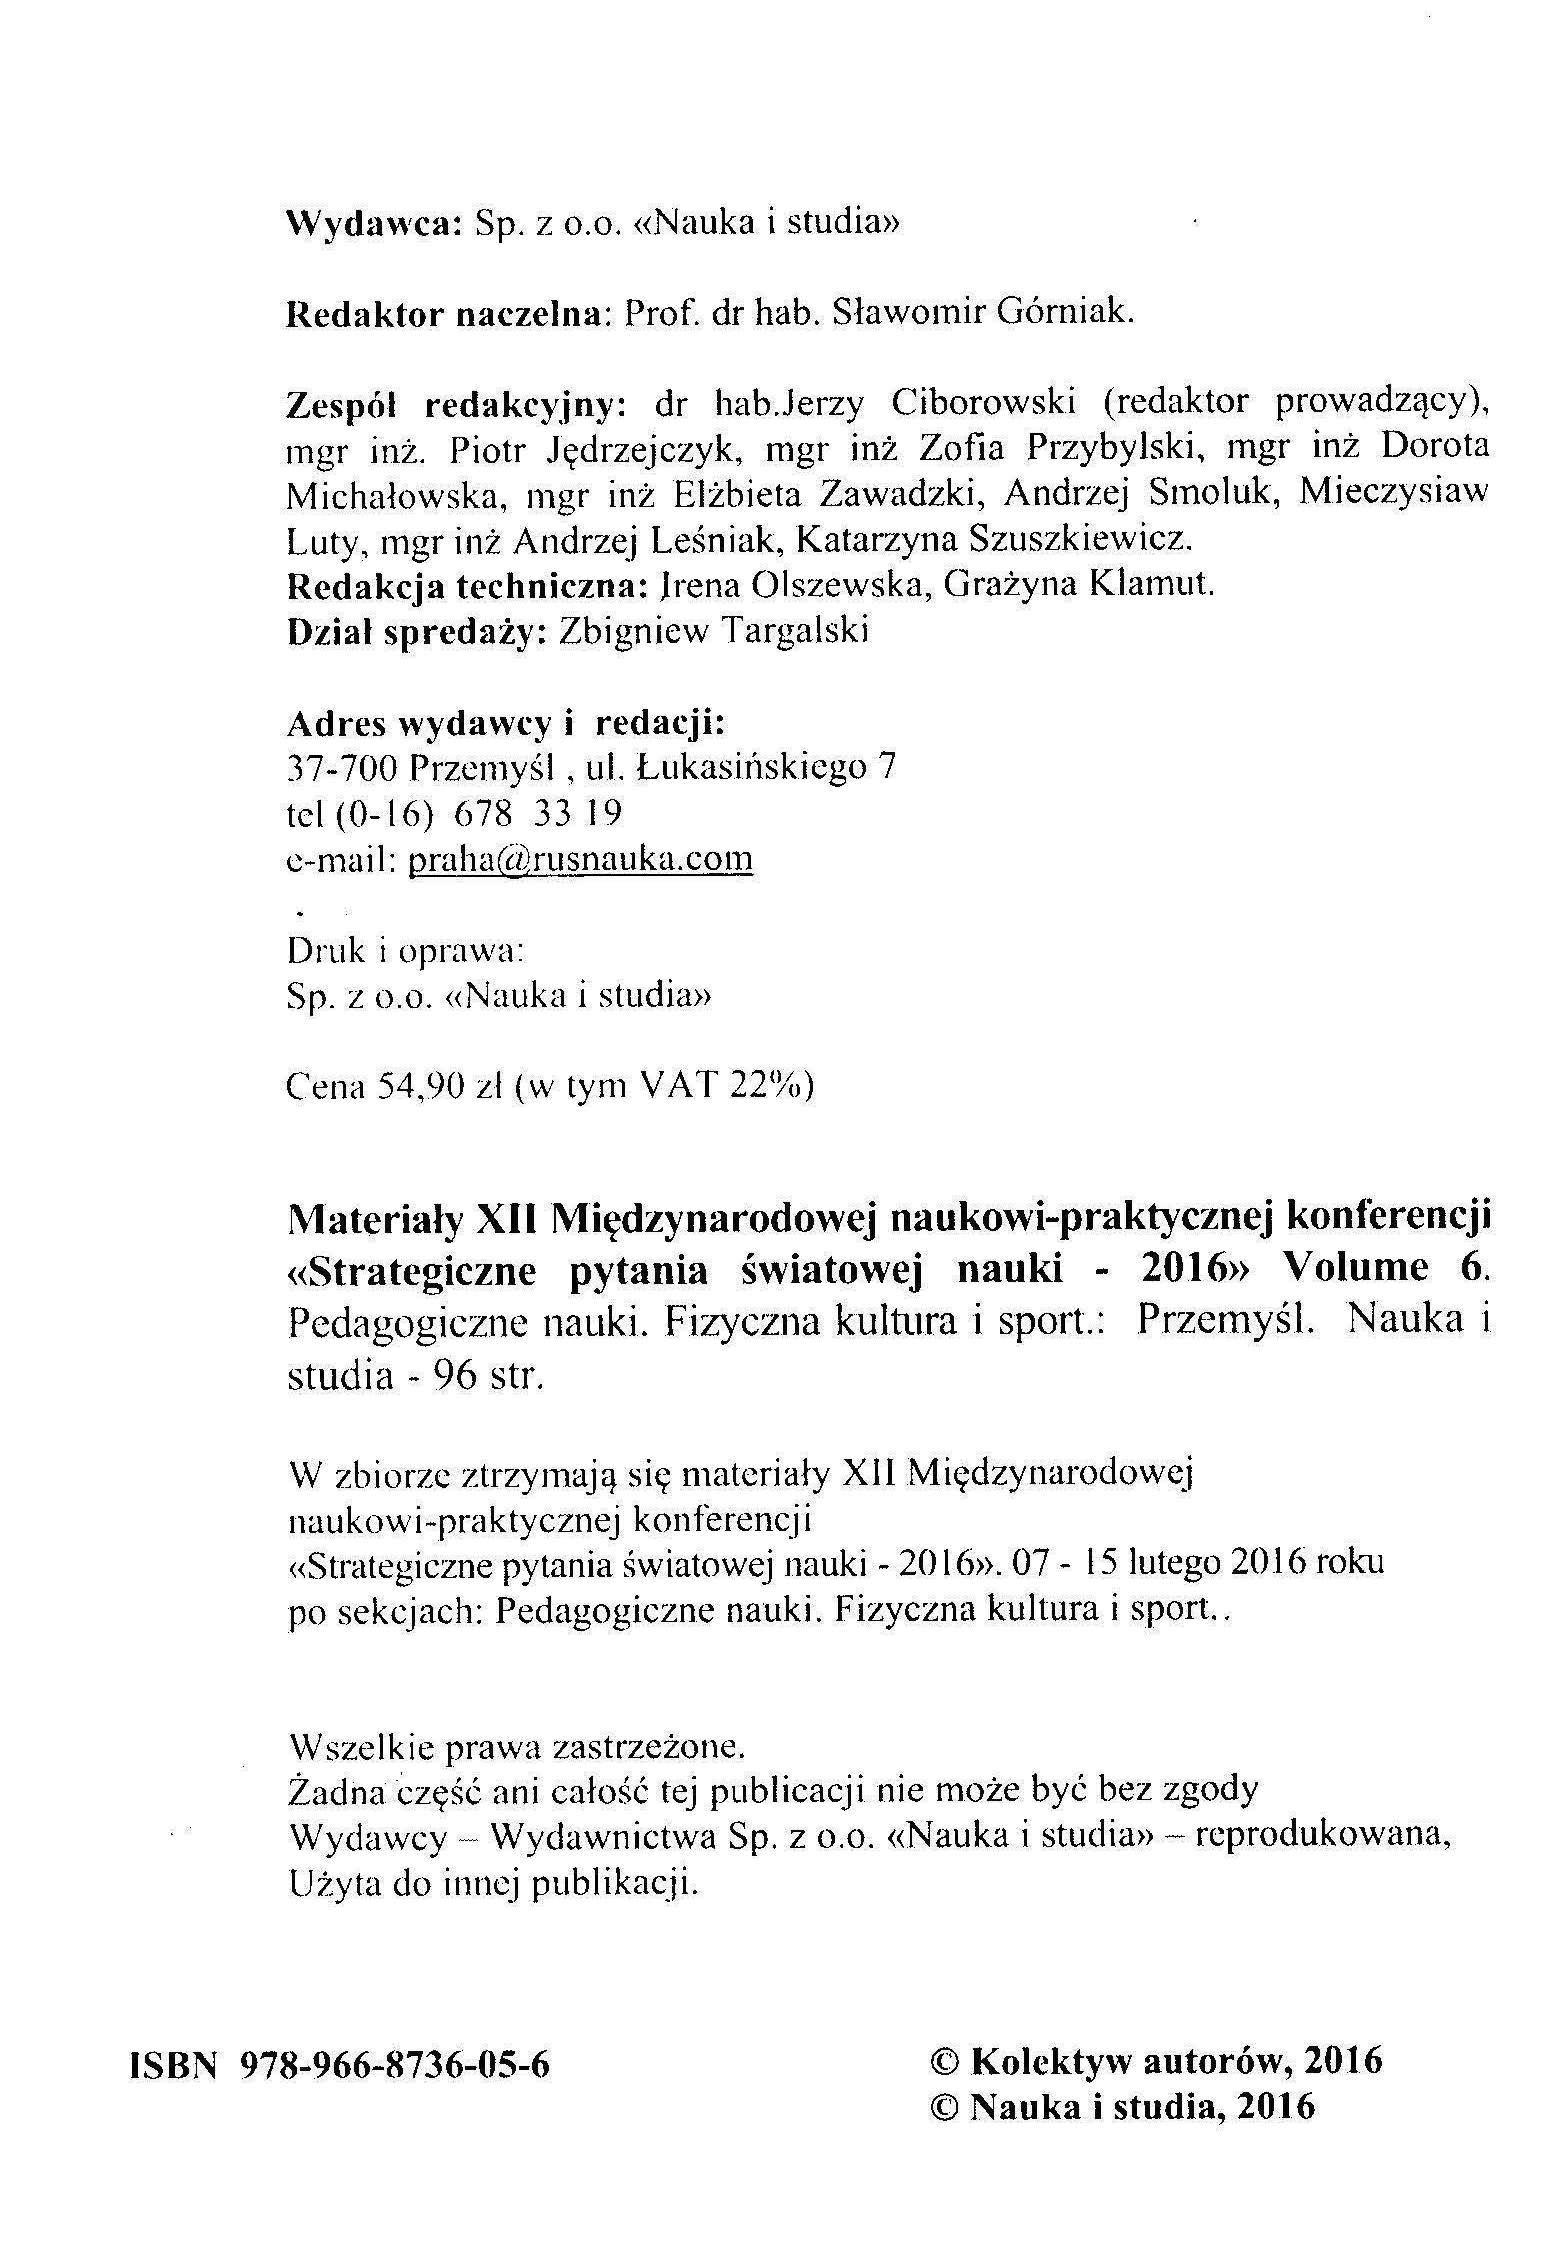 Wydawca: Sp. z o.o. «Nauka i studia»
Redaktor naczelna: Prof. dr hab. Sławomir Górniak.
Zespól redakcyjny: dr hab.Jerzy Ciborowski (redaktor prowadzący),
mgr inż. Piotr Jędrzejczyk, mgr inż Zofia Przybylski, mgr inż Dorota
Michałowska, mgr inż Elżbieta Zawadzki, Andrzej Smoluk, Mieczysiaw
Luty, mgr inż Andrzej Leśniak, Katarzyna Szuszkiewicz.
Redakcja techniczna: Irena Olszewska, Grażyna Klamut.
Dział spredaży: Zbigniew Targalski
Adres wydawcy i redacji:
37-700 Przemyśl , ul. Łukasińskiego 7
tel (0-16) 678 33 19
e-mail: praha@rusnauka.com
Druk i oprawa:
Sp. z o.o. «Nauka i studia»
Cena 54,90 zł (w tym VAT 22%)
Materiały XII Międzynarodowej naukowi-praktycznej konferencji
«Strategiczne pytania światowej nauki - 2016» Volume 6.
Pedagogiczne nauki. Fizyczna kultura i sport.: Przemyśl. Nauka i
studia - 96 str.
W zbiorze ztrzymają się materiały XII Międzynarodowej
naukowi-praktycznej konferencji
«Strategiczne pytania światowej nauki - 2016». 07 - 15 lutego 2016 roku
po sekcjach: Pedagogiczne nauki. Fizyczna kultura i sport..
Wszelkie prawa zastrzeżone.
Żadna część ani całość tej publicacji nie może być bez zgody
Wydawcy – Wydawnictwa Sp. z o.o. «Nauka i studia» – reprodukowana,
Użyta do innej publikacji.
ISBN 978-966-8736-05-6
© Kolektyw autorów, 2016
© Nauka i studia, 2016